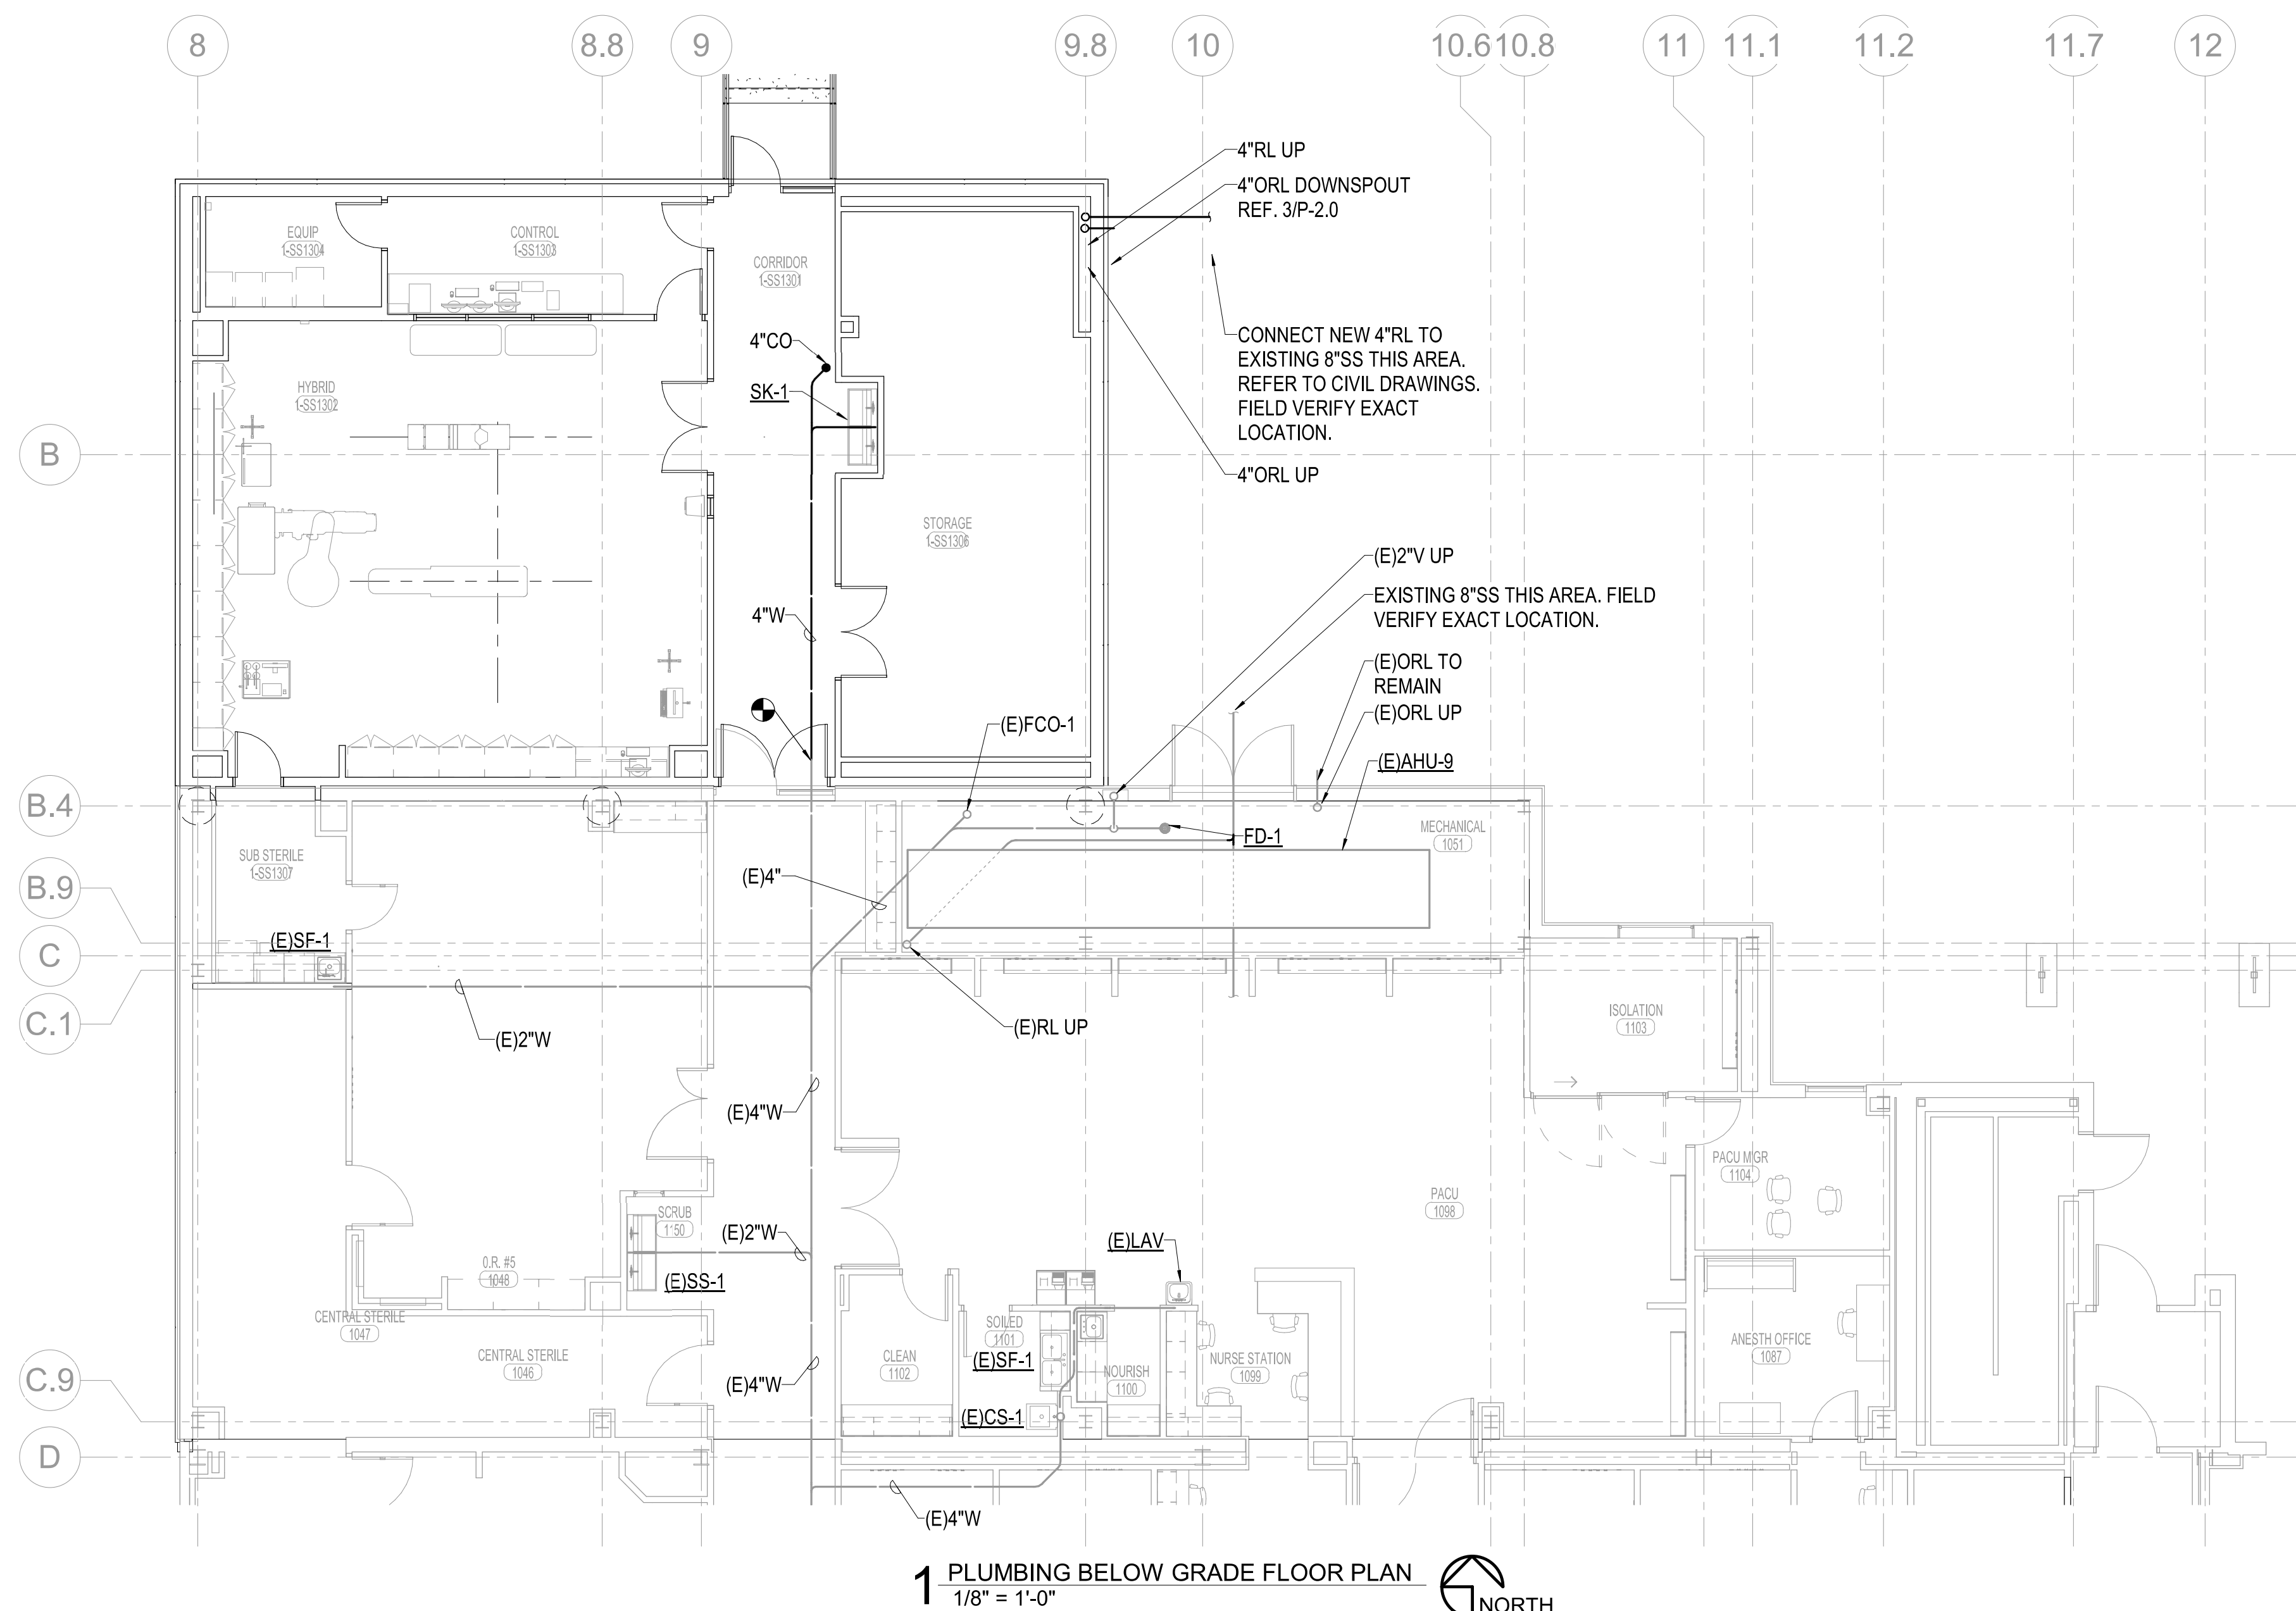 8
8.8
9
9.8
10
10.6
10.8
11
11.1
11.2
11.7
12
4"RL UP
4"ORL DOWNSPOUT
REF. 3/P-2.0
EQUIP
1-SS1304
CONTROL
1-SS1303
CORRIDOR
1-SS1301
4"CO
SK-1
CONNECT NEW 4"RL TO
EXISTING 8"SS THIS AREA.
REFER TO CIVIL DRAWINGS.
FIELD VERIFY EXACT
LOCATION.
HYBRID
1-SS1302
B
4"ORL UP
STORAGE
1-SS1306
(E)2"V UP
EXISTING 8"SS THIS AREA. FIELD
VERIFY EXACT LOCATION.
4"W
(E)ORL TO
REMAIN
(E)ORL UP
(E)FCO-1
(E)AHU-9
B.4
MECHANICAL
1051
FD-1
SUB STERILE
1-SS1307
(E)4"
B.9
(E)SF-1
C
C.1
(E)2"W
(E)RL UP
ISOLATION
1103
(E)4"W
PACU MGR
1104
PACU
1098
SCRUB
1150
(E)2"W
(E)LAV
O.R. #5
1048
(E)SS-1
CENTRAL STERILE
1047
SOILED
1101
ANESTH OFFICE
1087
CENTRAL STERILE
1046
CLEAN
1102
(E)SF-1
NOURISH
1100
NURSE STATION
1099
C.9
(E)4"W
(E)CS-1
D
(E)4"W
1 PLUMBING BELOW GRADE FLOOR PLAN
1/8" = 1'-0"
NORTH